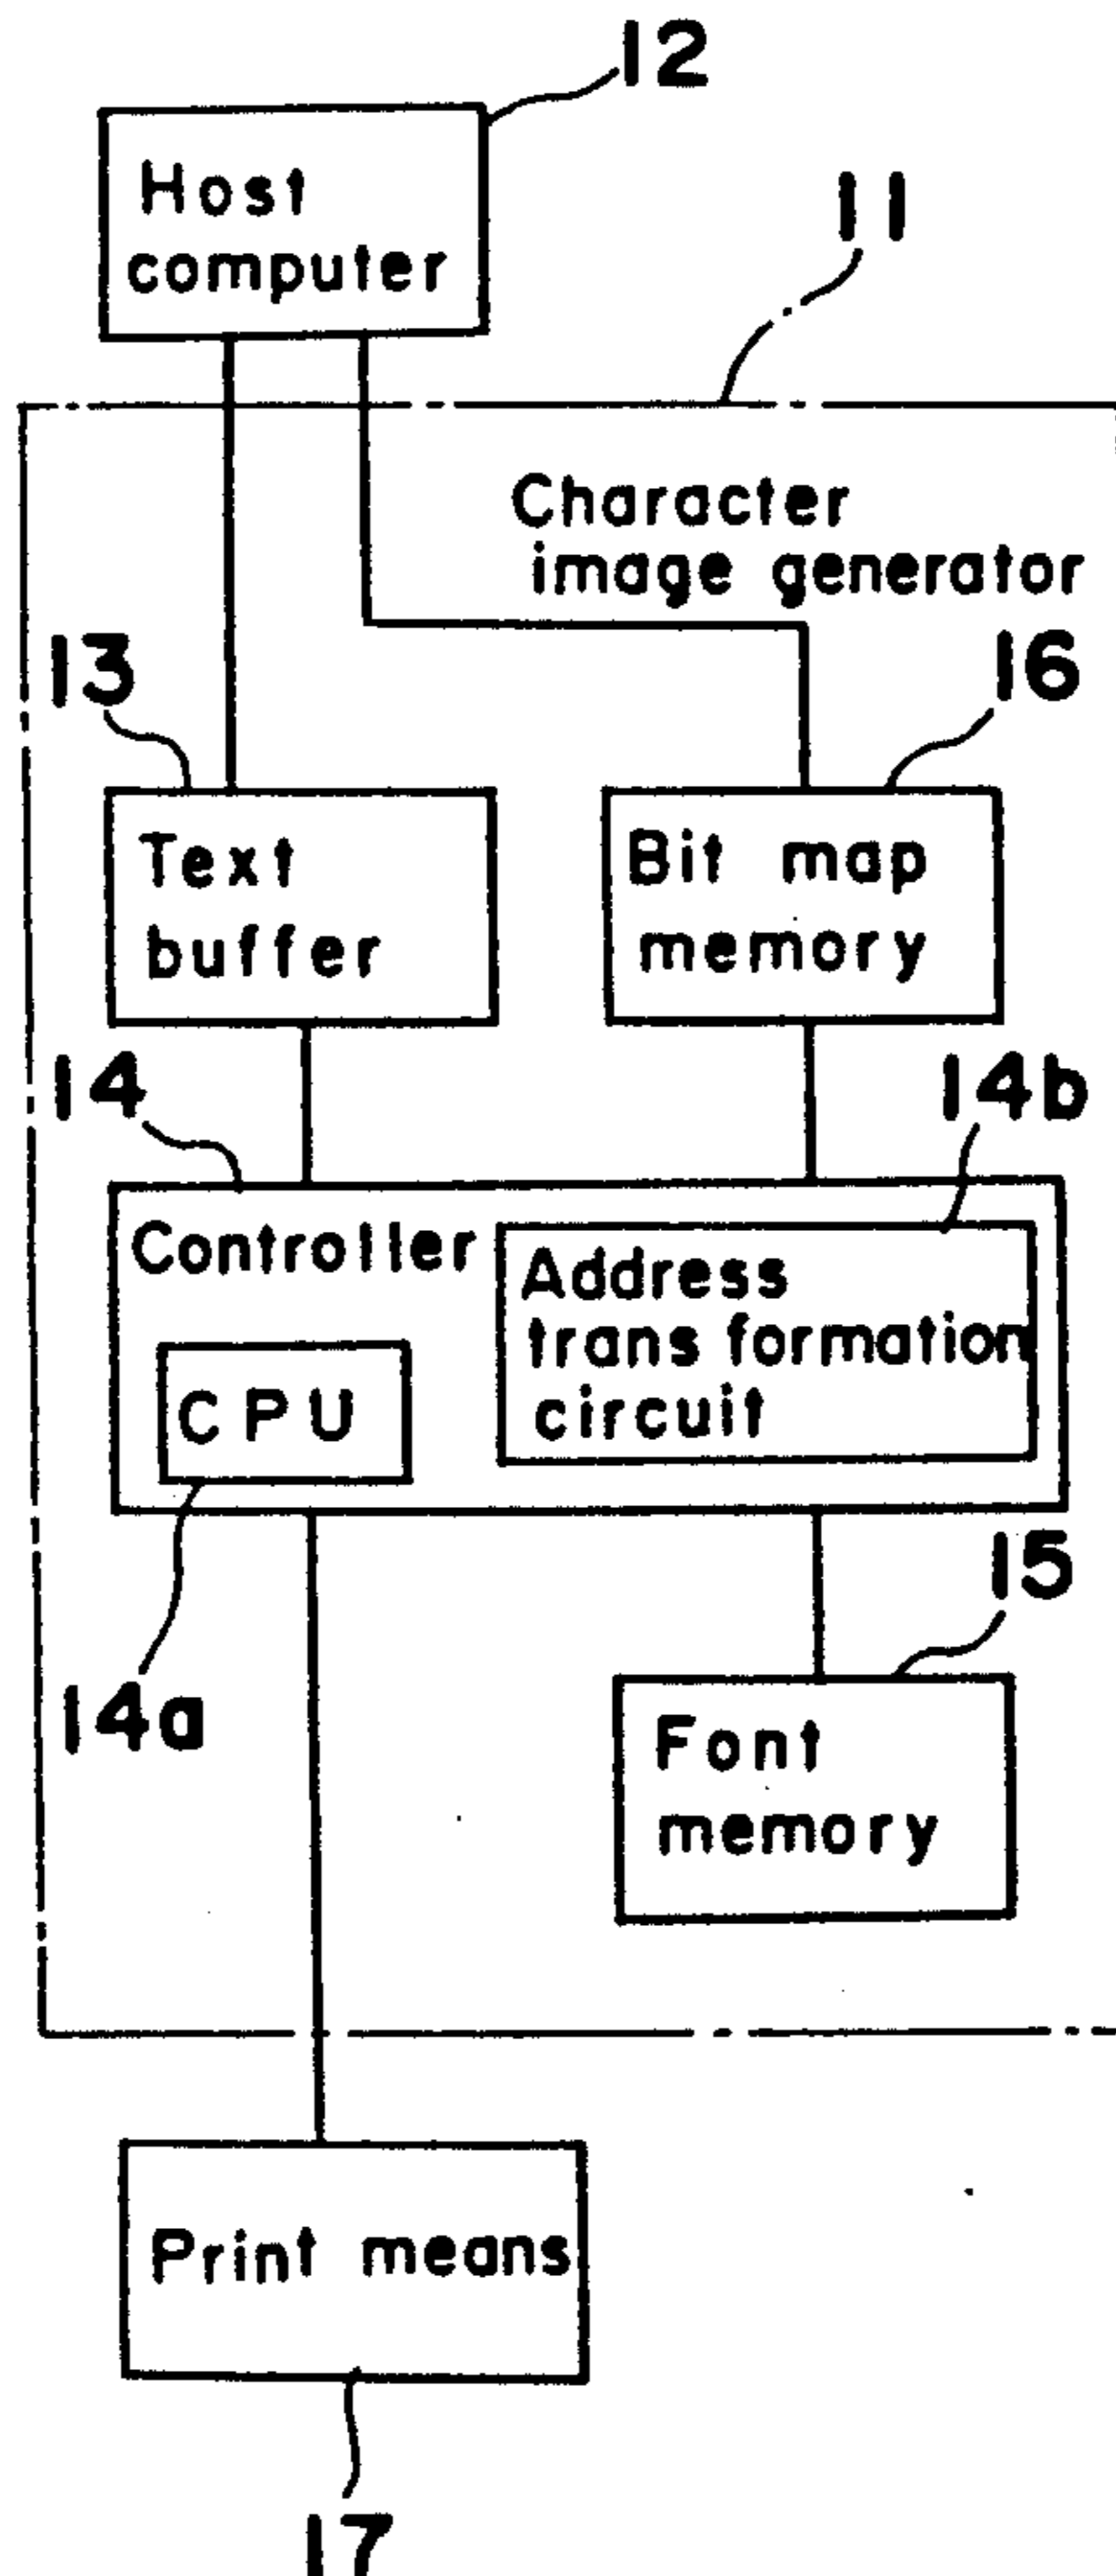 12
Host
computer
11
Character
image generator
13
16
Text
buffer
Bit map
memory
14
14b
Controller
Address
trans formation
circuit
CPU
15
14a
Font
memory
Print means
17